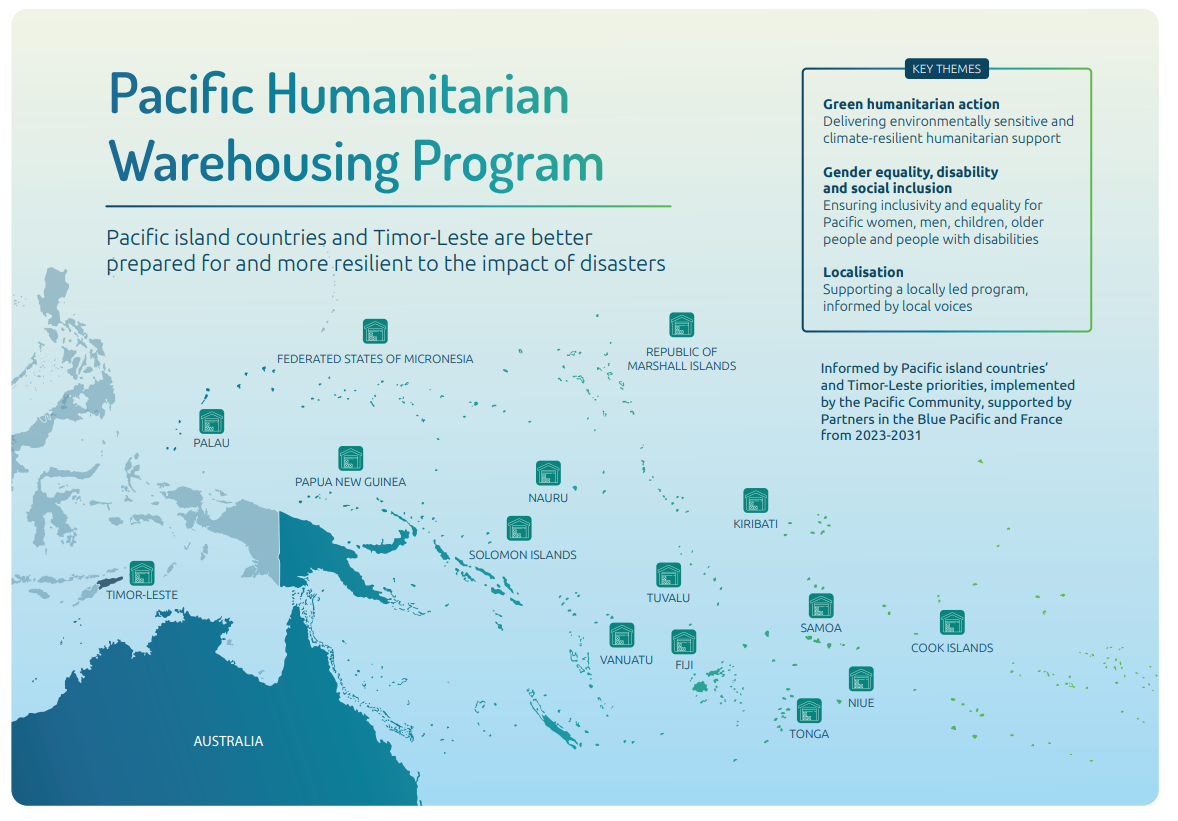 Pacific Humanitarian
Warehousing Program
Pacific island countries and Timor-Leste are better
prepared for and more resilient to the impact of disasters
KEY THEMES
Green humanitarian action
Delivering environmentally sensitive and
climate-resilient humanitarian support
Gender equality, disability
and social inclusion
Ensuring inclusivity and equality for
Pacific women, men, children, older
people and people with disabilities
Localisation
Supporting a locally led program,
informed by local voices
Informed by Pacific island countries’
and Timor-Leste priorities, implemented
by the Pacific Community, supported by
Partners in the Blue Pacific and France
from 2023-2031
FEDERATED STATES OF MICRONESIA
REPUBLIC OF
MARSHALL ISLANDS
PALAU
PAPUA NEW GUINEA
NAURU
KIRIBATI
SOLOMON ISLANDS
TIMOR-LESTE
TUVALU
SAMOA
COOK ISLANDS
VANUATU
FIJI
NIUE
TONGA
AUSTRALIA